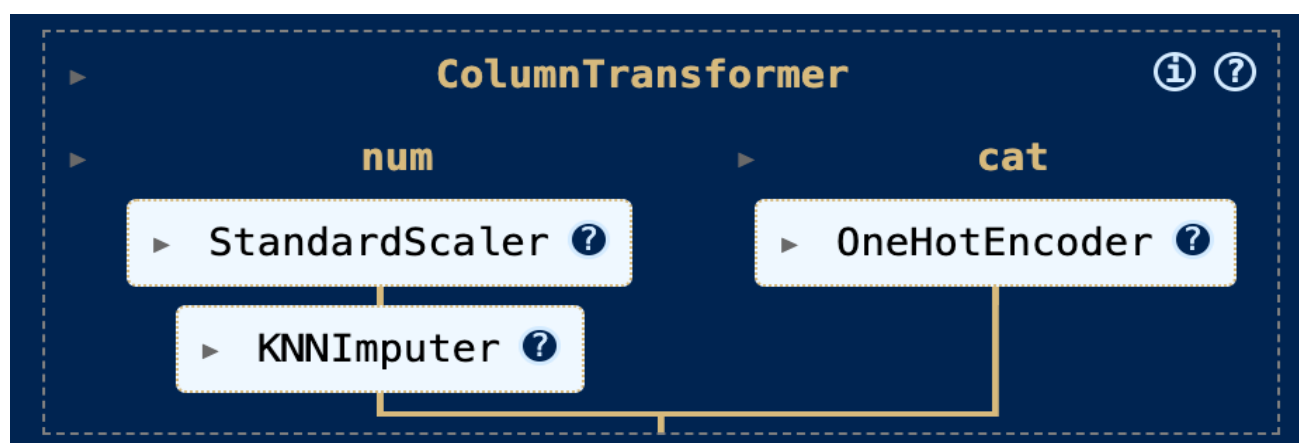 ColumnTransformer i ?
num cat
StandardScaler ? OneHotEncoder ?
KNNImputer ?